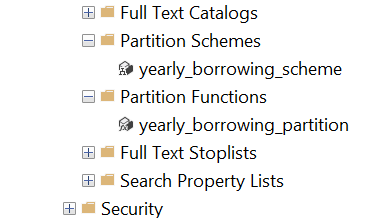 Full Text Catalogs
Partition Schemes
yearly_borrowing_scheme
Partition Functions
yearly_borrowing_partition
Full Text Stoplists
Search Property Lists
Security